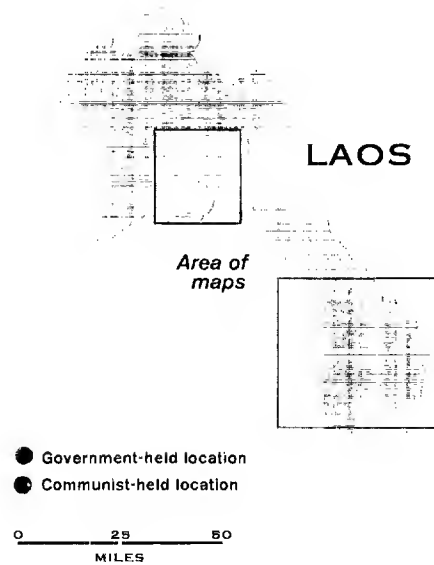 LAOS
Area of
maps
Government-held location
Communist-held location
0 25 50
MILES